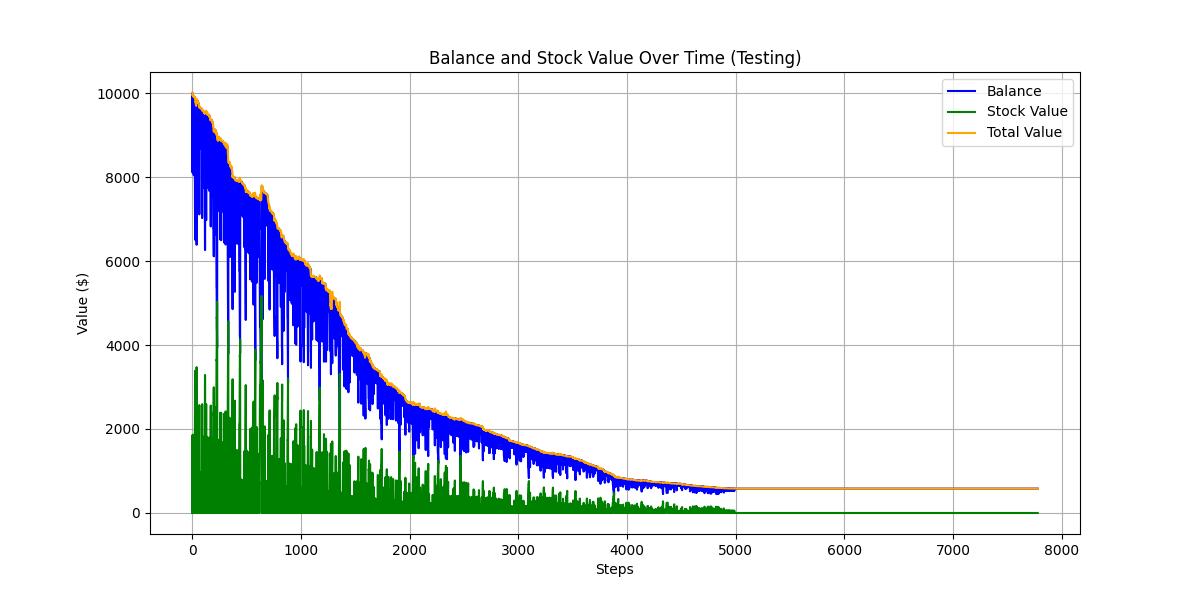 Balance and Stock Value Over Time (Testing)
Balance
Stock Value
Total Value
Value ($)
10000
8000
6000
4000
2000
0
0 1000 2000 3000 4000 5000 6000 7000 8000
Steps